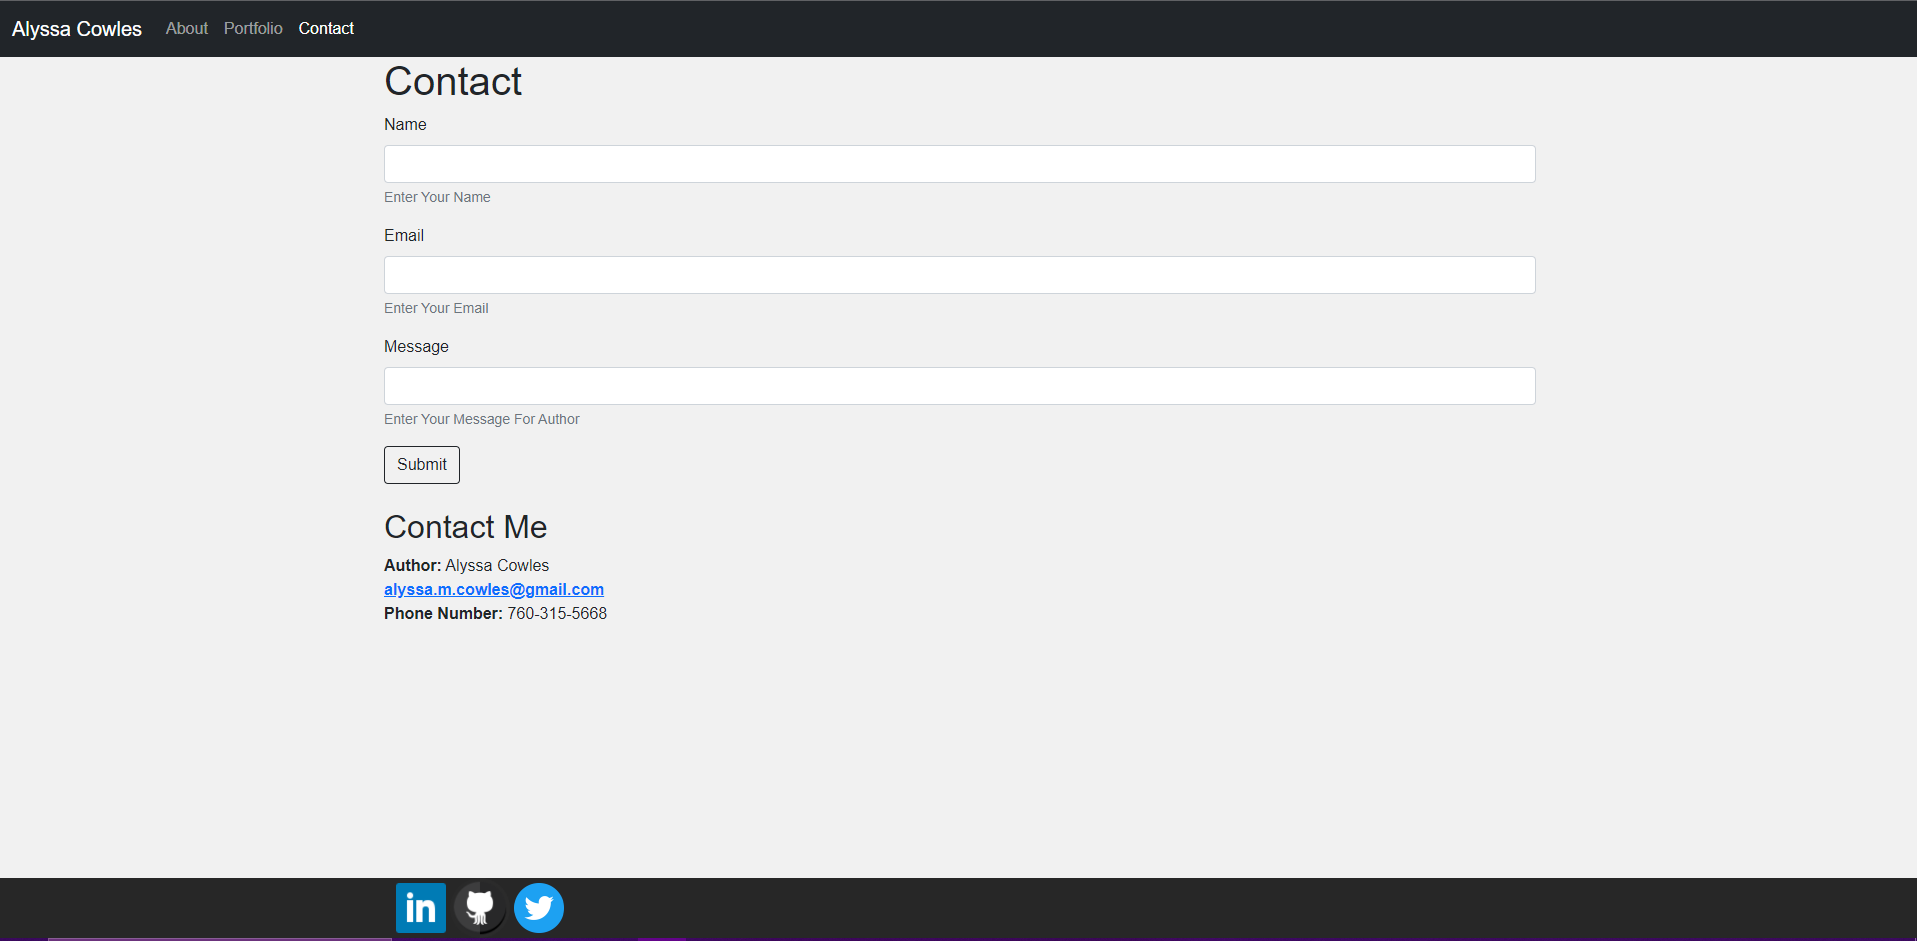 Alyssa Cowles About Portfolio Contact
Contact
Name
Enter Your Name
Email
Enter Your Email
Message
Enter Your Message For Author
Submit
Contact Me
Author: Alyssa Cowles
alyssa.m.cowles@gmail.com
Phone Number: 760-315-5668
in